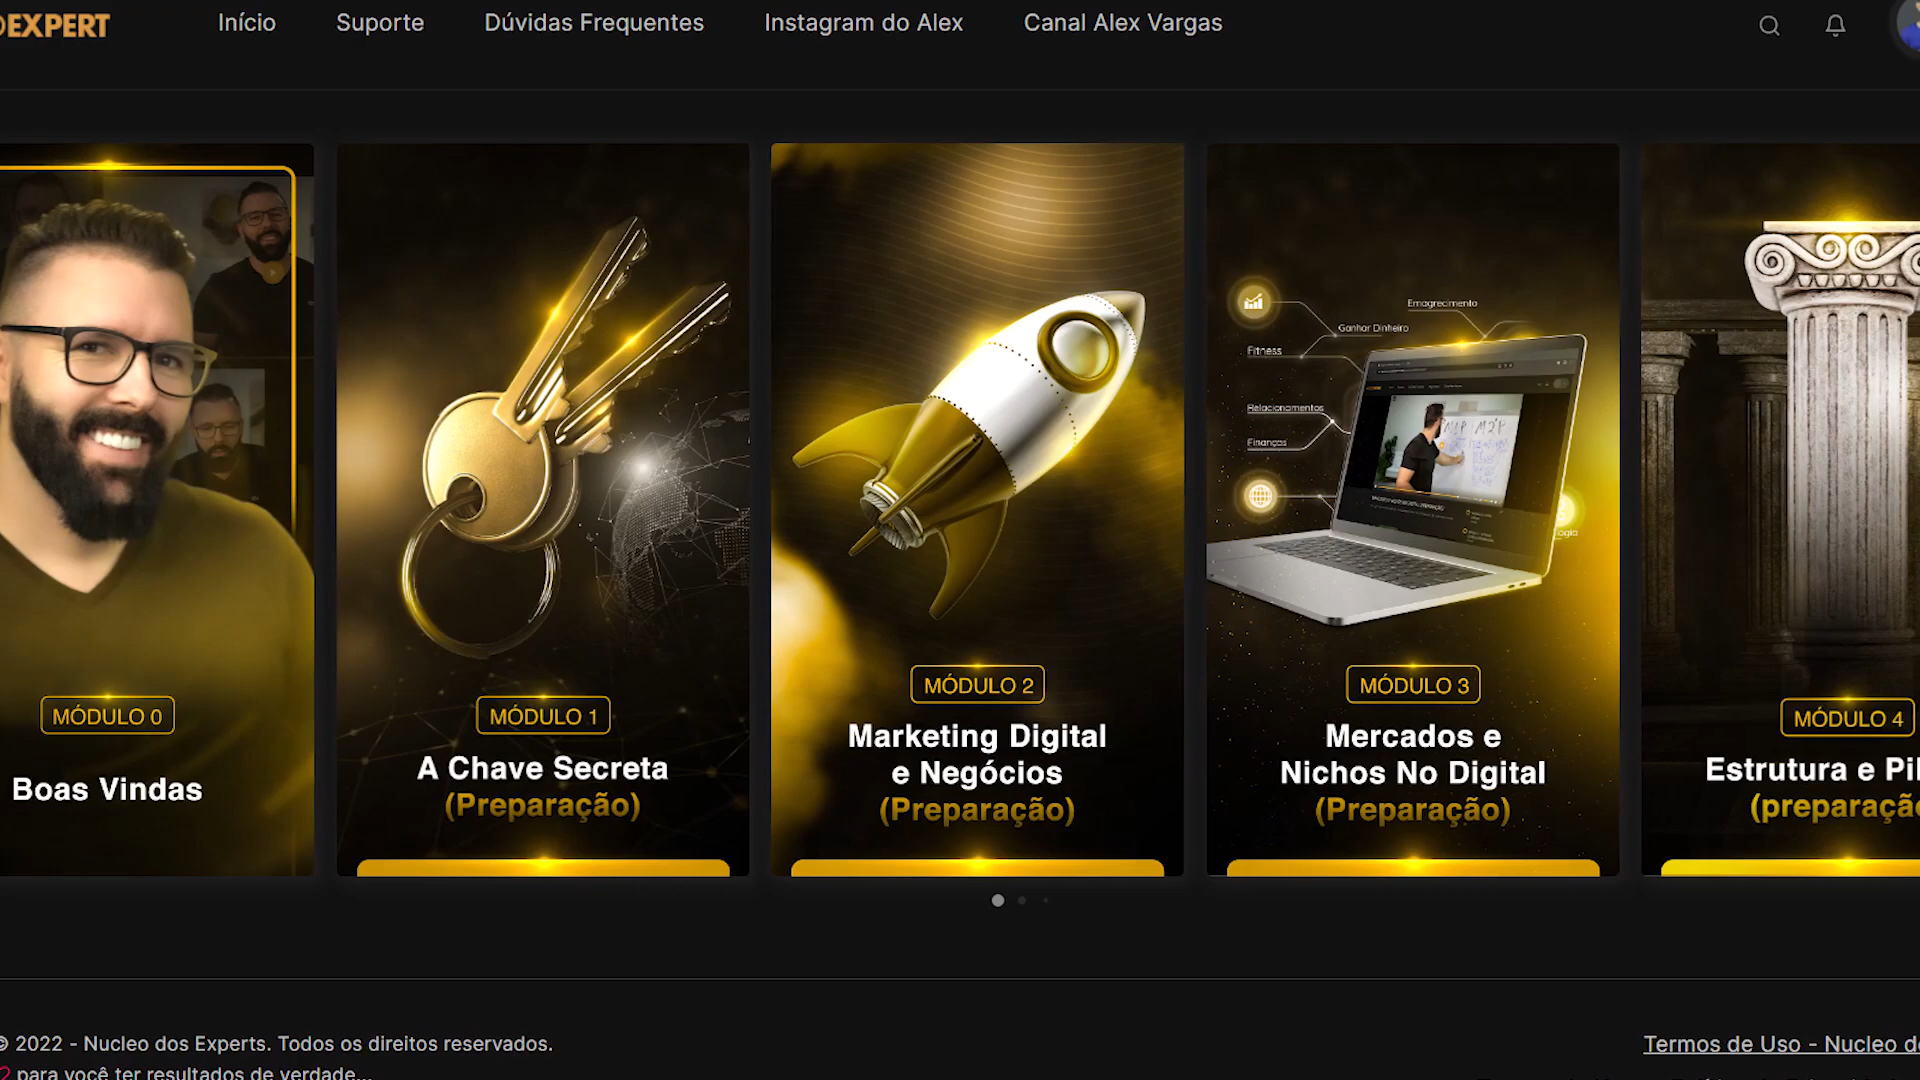 EXPERT
Início
Suporte
Dúvidas Frequentes
Instagram do Alex
Canal Alex Vargas
MÓDULO 0
Boas Vindas
MÓDULO 1
A Chave Secreta
(Preparação)
MÓDULO 2
Marketing Digital
e Negócios
(Preparação)
Emagrecimento
Ganhar Dinheiro
Fitness
Relacionamentos
Finanças
MÓDULO 3
Mercados e
Nichos No Digital
(Preparação)
MÓDULO 4
Estrutura e
© 2022 - Nucleo dos Experts. Todos os direitos reservados.
para você ter resultados de verdade...
Termos de Uso - Nucleo